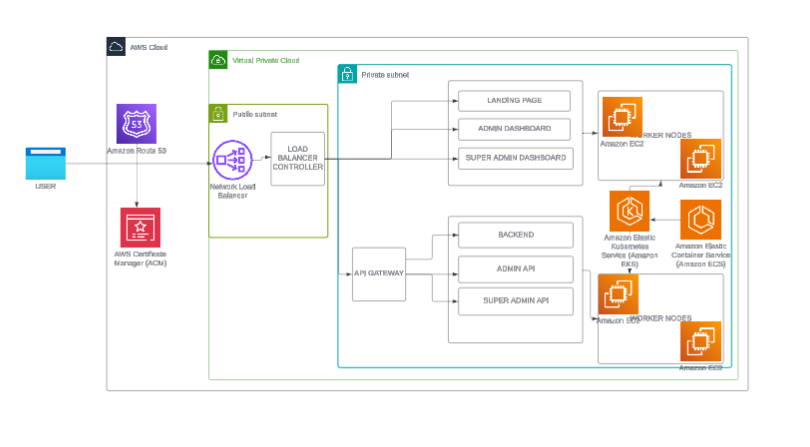 AWS Cloud
Virtual Private Cloud
Private subnet
Public subnet
53
Amazon Route 53
USER
Network Load
Balancer
LOAD
BALANCER
CONTROLLER
AWS Certificate
Manager (ACM)
LANDING PAGE
ADMIN DASHBOARD
SUPER ADMIN DASHBOARD
API GATEWAY
BACKEND
ADMIN API
SUPER ADMIN API
WORKER NODES
Amazon EC2
Amazon EC2
Amazon Elastic
Kubernetes
Service (Amazon
EKS)
Amazon Elastic
Container Service
(Amazon ECS)
WORKER NODES
Amazon EC2
Amazon EC2